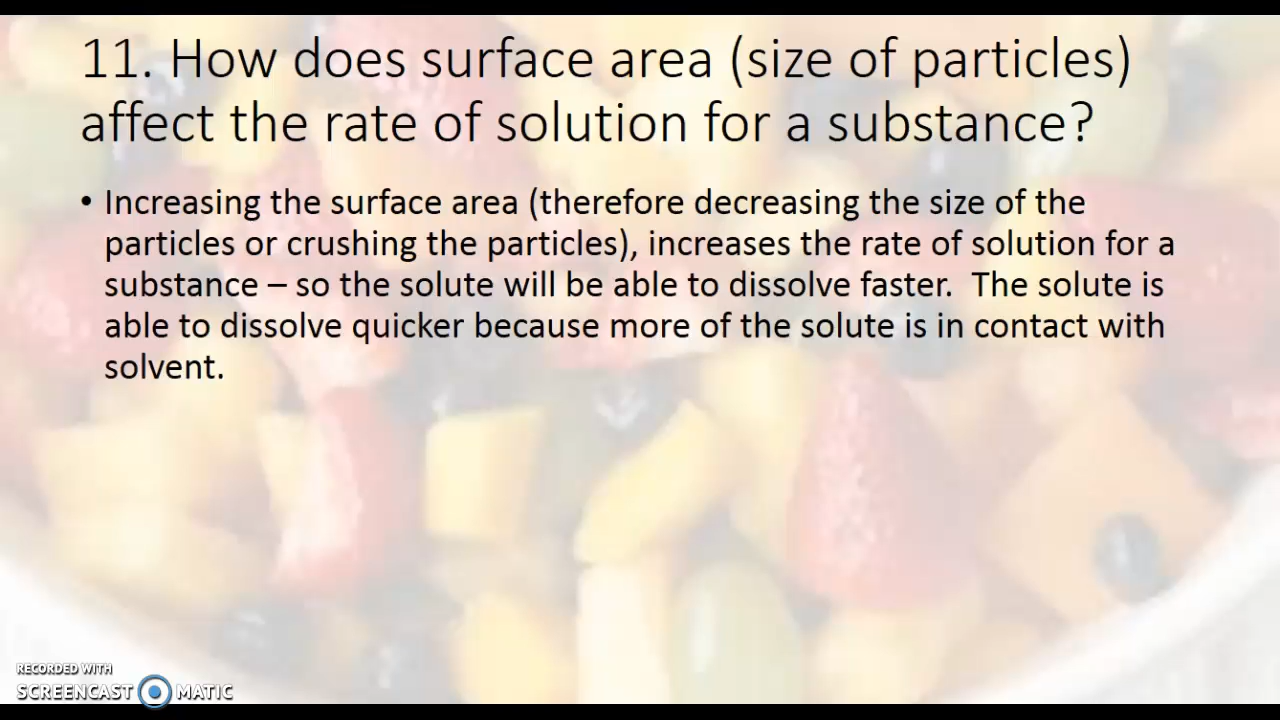 11. How does surface area (size of particles)
affect the rate of solution for a substance?
• Increasing the surface area (therefore decreasing the size of the
particles or crushing the particles), increases the rate of solution for a
substance – so the solute will be able to dissolve faster.  The solute is
able to dissolve quicker because more of the solute is in contact with
solvent.
RECORDED WITH
SCREENCAST MATIC